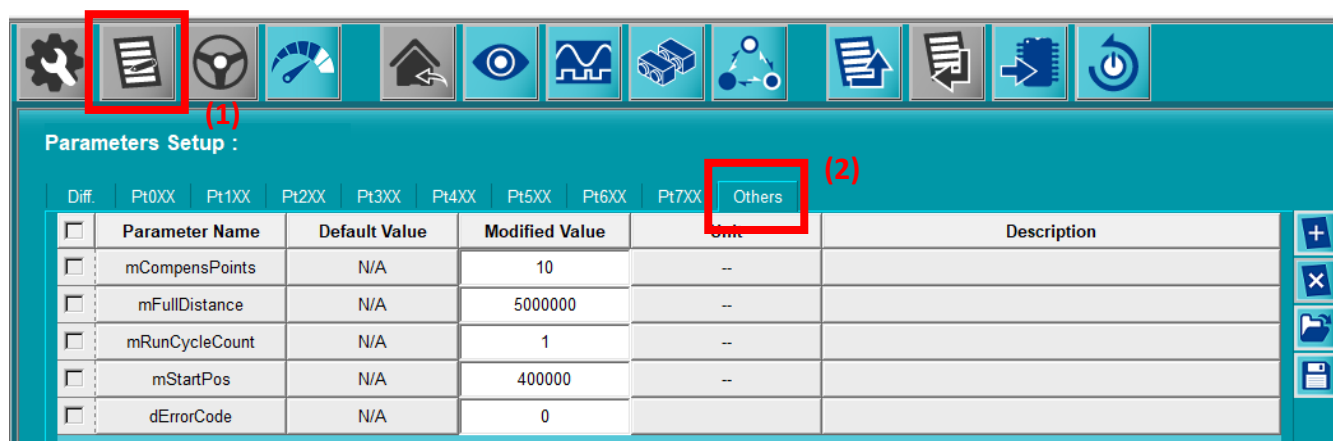 (1)
Parameters Setup :
(2)
Diff. Pt0XX Pt1XX Pt2XX Pt3XX Pt4XX Pt5XX Pt6XX Pt7XX Others
Parameter Name Default Value Modified Value Unit Description
mCompensPoints N/A 10 --
mFullDistance N/A 5000000 --
mRunCycleCount N/A 1 --
mStartPos N/A 400000 --
dErrorCode N/A 0